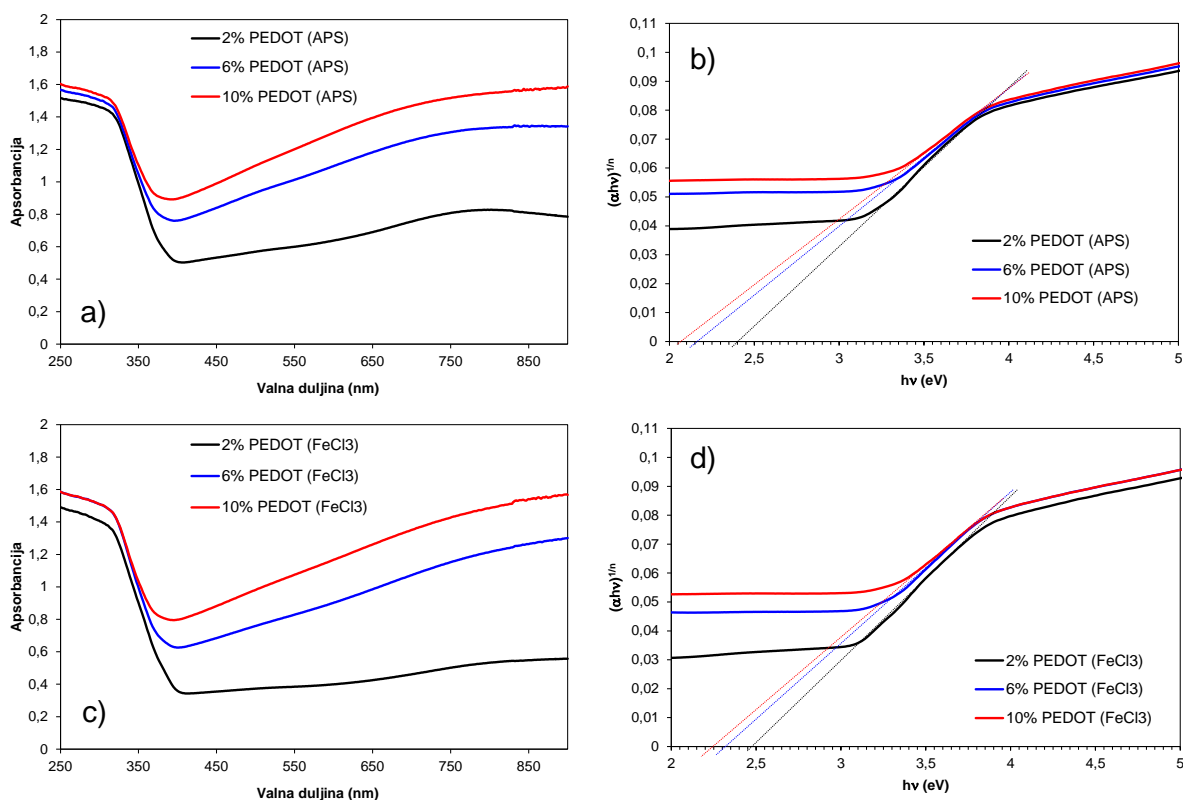 a)
Apsorbancija
2
1,8
1,6
1,4
1,2
1
0,8
0,6
0,4
0,2
0
2% PEDOT (APS)
6% PEDOT (APS)
10% PEDOT (APS)
250 350 450 550 650 750 850
Valna duljina (nm)
b)
(αhν)1/n
0,11
0,1
0,09
0,08
0,07
0,06
0,05
0,04
0,03
0,02
0,01
0
2% PEDOT (APS)
6% PEDOT (APS)
10% PEDOT (APS)
2 2,5 3 3,5 4 4,5 5
hν (eV)
c)
Apsorbancija
2
1,8
1,6
1,4
1,2
1
0,8
0,6
0,4
0,2
0
2% PEDOT (FeCl3)
6% PEDOT (FeCl3)
10% PEDOT (FeCl3)
250 350 450 550 650 750 850
Valna duljina (nm)
d)
(αhν)1/n
0,11
0,1
0,09
0,08
0,07
0,06
0,05
0,04
0,03
0,02
0,01
0
2% PEDOT (FeCl3)
6% PEDOT (FeCl3)
10% PEDOT (FeCl3)
2 2,5 3 3,5 4 4,5 5
hν (eV)